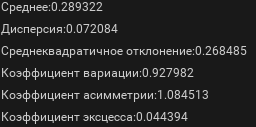 Среднее:0.289322
Дисперсия:0.072084
Среднеквадратичное отклонение:0.268485
Коэффициент вариации:0.927982
Коэффициент асимметрии:1.084513
Коэффициент эксцесса:0.044394